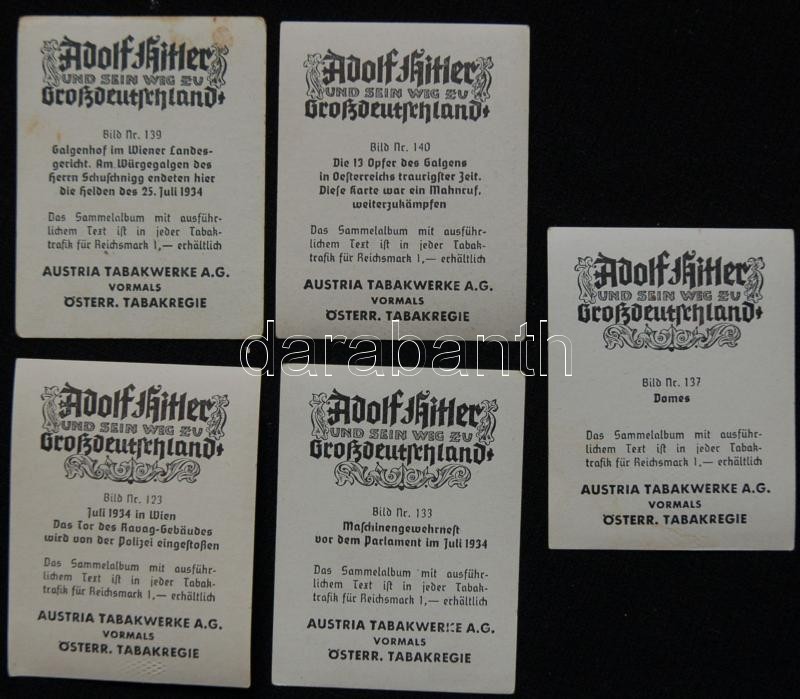 Adolf Hitler
UND SEIN WEG ZU
Großdeutschland
Bild Nr. 139
Galgenhof im Wiener Landes-
gericht. Am Würgegalgen des
Herrn Schuschnigg endeten hier
die Helden des 25. Juli 1934
Das Sammelalbum mit ausführ-
lichem Text ist in jeder Tabak-
trafik für Reichsmark 1,— erhältlich
AUSTRIA TABAKWERKE A.G.
VORMALS
ÖSTERR. TABAKREGIE
Adolf Hitler
UND SEIN WEG ZU
Großdeutschland
Bild Nr. 140
Die 13 Opfer des Galgens
in Oesterreichs traurigster Zeit.
Diese Karte war ein Mahnruf,
weiterzukämpfen
Das Sammelalbum mit ausführ-
lichem Text ist in jeder Tabak-
trafik für Reichsmark 1,— erhältlich
AUSTRIA TABAKWERKE A.G.
VORMALS
ÖSTERR. TABAKREGIE
Adolf Hitler
UND SEIN WEG ZU
Großdeutschland
Bild Nr. 137
Domes
Das Sammelalbum mit ausführ-
lichem Text ist in jeder Tabak-
trafik für Reichsmark 1,— erhältlich
AUSTRIA TABAKWERKE A.G.
VORMALS
ÖSTERR. TABAKREGIE
darabanth
Adolf Hitler
UND SEIN WEG ZU
Großdeutschland
Bild Nr. 123
Juli 1934 in Wien
Das Tor des Ravag-Gebäudes
wird von der Polizei eingestoßen
Das Sammelalbum mit ausführ-
lichem Text ist in jeder Tabak-
trafik für Reichsmark 1,— erhältlich
AUSTRIA TABAKWERKE A.G.
VORMALS
ÖSTERR. TABAKREGIE
Adolf Hitler
UND SEIN WEG ZU
Großdeutschland
Bild Nr. 133
Maschinengewehrnest
vor dem Parlament im Juli 1934
Das Sammelalbum mit ausführ-
lichem Text ist in jeder Tabak-
trafik für Reichsmark 1,— erhältlich
AUSTRIA TABAKWERKE A.G.
VORMALS
ÖSTERR. TABAKREGIE